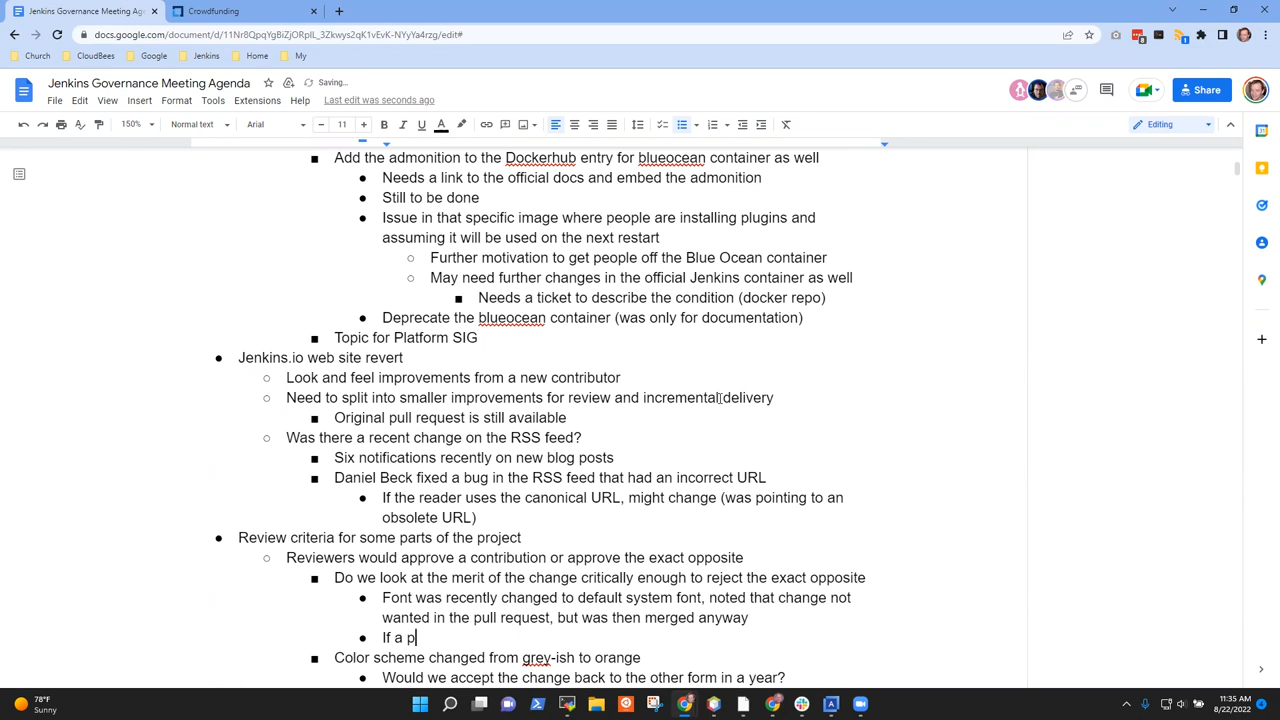 Jenkins Governance Meeting Agenda
Crowdfunding
docs.google.com/document/d/11Nr8QpqYgBiZjORpIL_3Zkwys2qK1vEvK-NYyYa4rzg/edit#
Church
CloudBees
Google
Jenkins
Home
My
Jenkins Governance Meeting Agenda
Saving...
File Edit View Insert Format Tools Extensions Help Last edit was seconds ago
Share
150% Normal text Arial 11 Editing
Add the admonition to the Dockerhub entry for blueocean container as well
Needs a link to the official docs and embed the admonition
Still to be done
Issue in that specific image where people are installing plugins and
assuming it will be used on the next restart
Further motivation to get people off the Blue Ocean container
May need further changes in the official Jenkins container as well
Needs a ticket to describe the condition (docker repo)
Deprecate the blueocean container (was only for documentation)
Topic for Platform SIG
Jenkins.io web site revert
Look and feel improvements from a new contributor
Need to split into smaller improvements for review and incremental delivery
Original pull request is still available
Was there a recent change on the RSS feed?
Six notifications recently on new blog posts
Daniel Beck fixed a bug in the RSS feed that had an incorrect URL
If the reader uses the canonical URL, might change (was pointing to an
obsolete URL)
Review criteria for some parts of the project
Reviewers would approve a contribution or approve the exact opposite
Do we look at the merit of the change critically enough to reject the exact opposite
Font was recently changed to default system font, noted that change not
wanted in the pull request, but was then merged anyway
If a p
Color scheme changed from grey-ish to orange
Would we accept the change back to the other form in a year?
78°F
Sunny
11:35 AM
8/22/2022